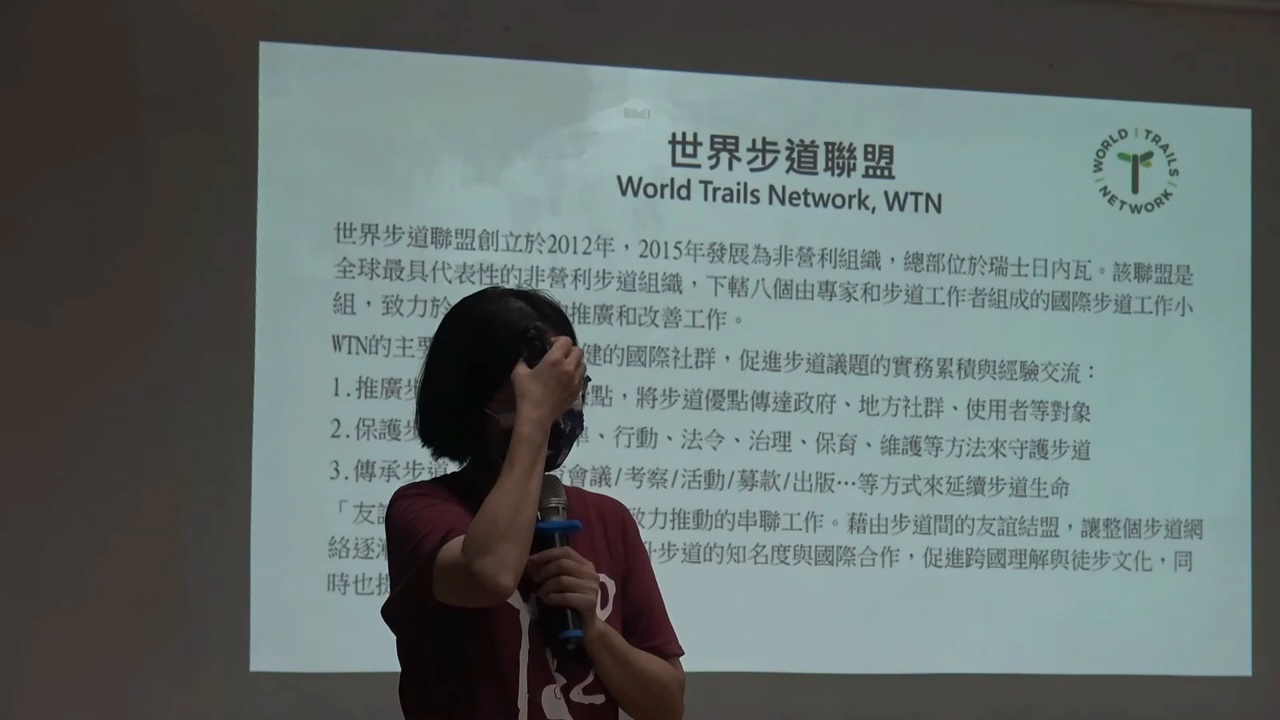 世界步道聯盟
World Trails Network, WTN
WORLD TRAILS NETWORK
世界步道聯盟創立於2012年，2015年發展為非營利組織，總部位於瑞士日內瓦。該聯盟是
全球最具代表性的非營利步道組織，下轄八個由專家和步道工作者組成的國際步道工作小
組，致力於 推廣和改善工作。
WTN的主要 健的國際社群，促進步道議題的實務累積與經驗交流：
1.推廣步 點，將步道優點傳達政府、地方社群、使用者等對象
2.保護步 、行動、法令、治理、保育、維護等方法來守護步道
3.傳承步道 會議/考察/活動/募款/出版…等方式來延續步道生命
「友誼 致力推動的串聯工作。藉由步道間的友誼結盟，讓整個步道網
絡逐漸 升步道的知名度與國際合作，促進跨國理解與徒步文化，同
時也提